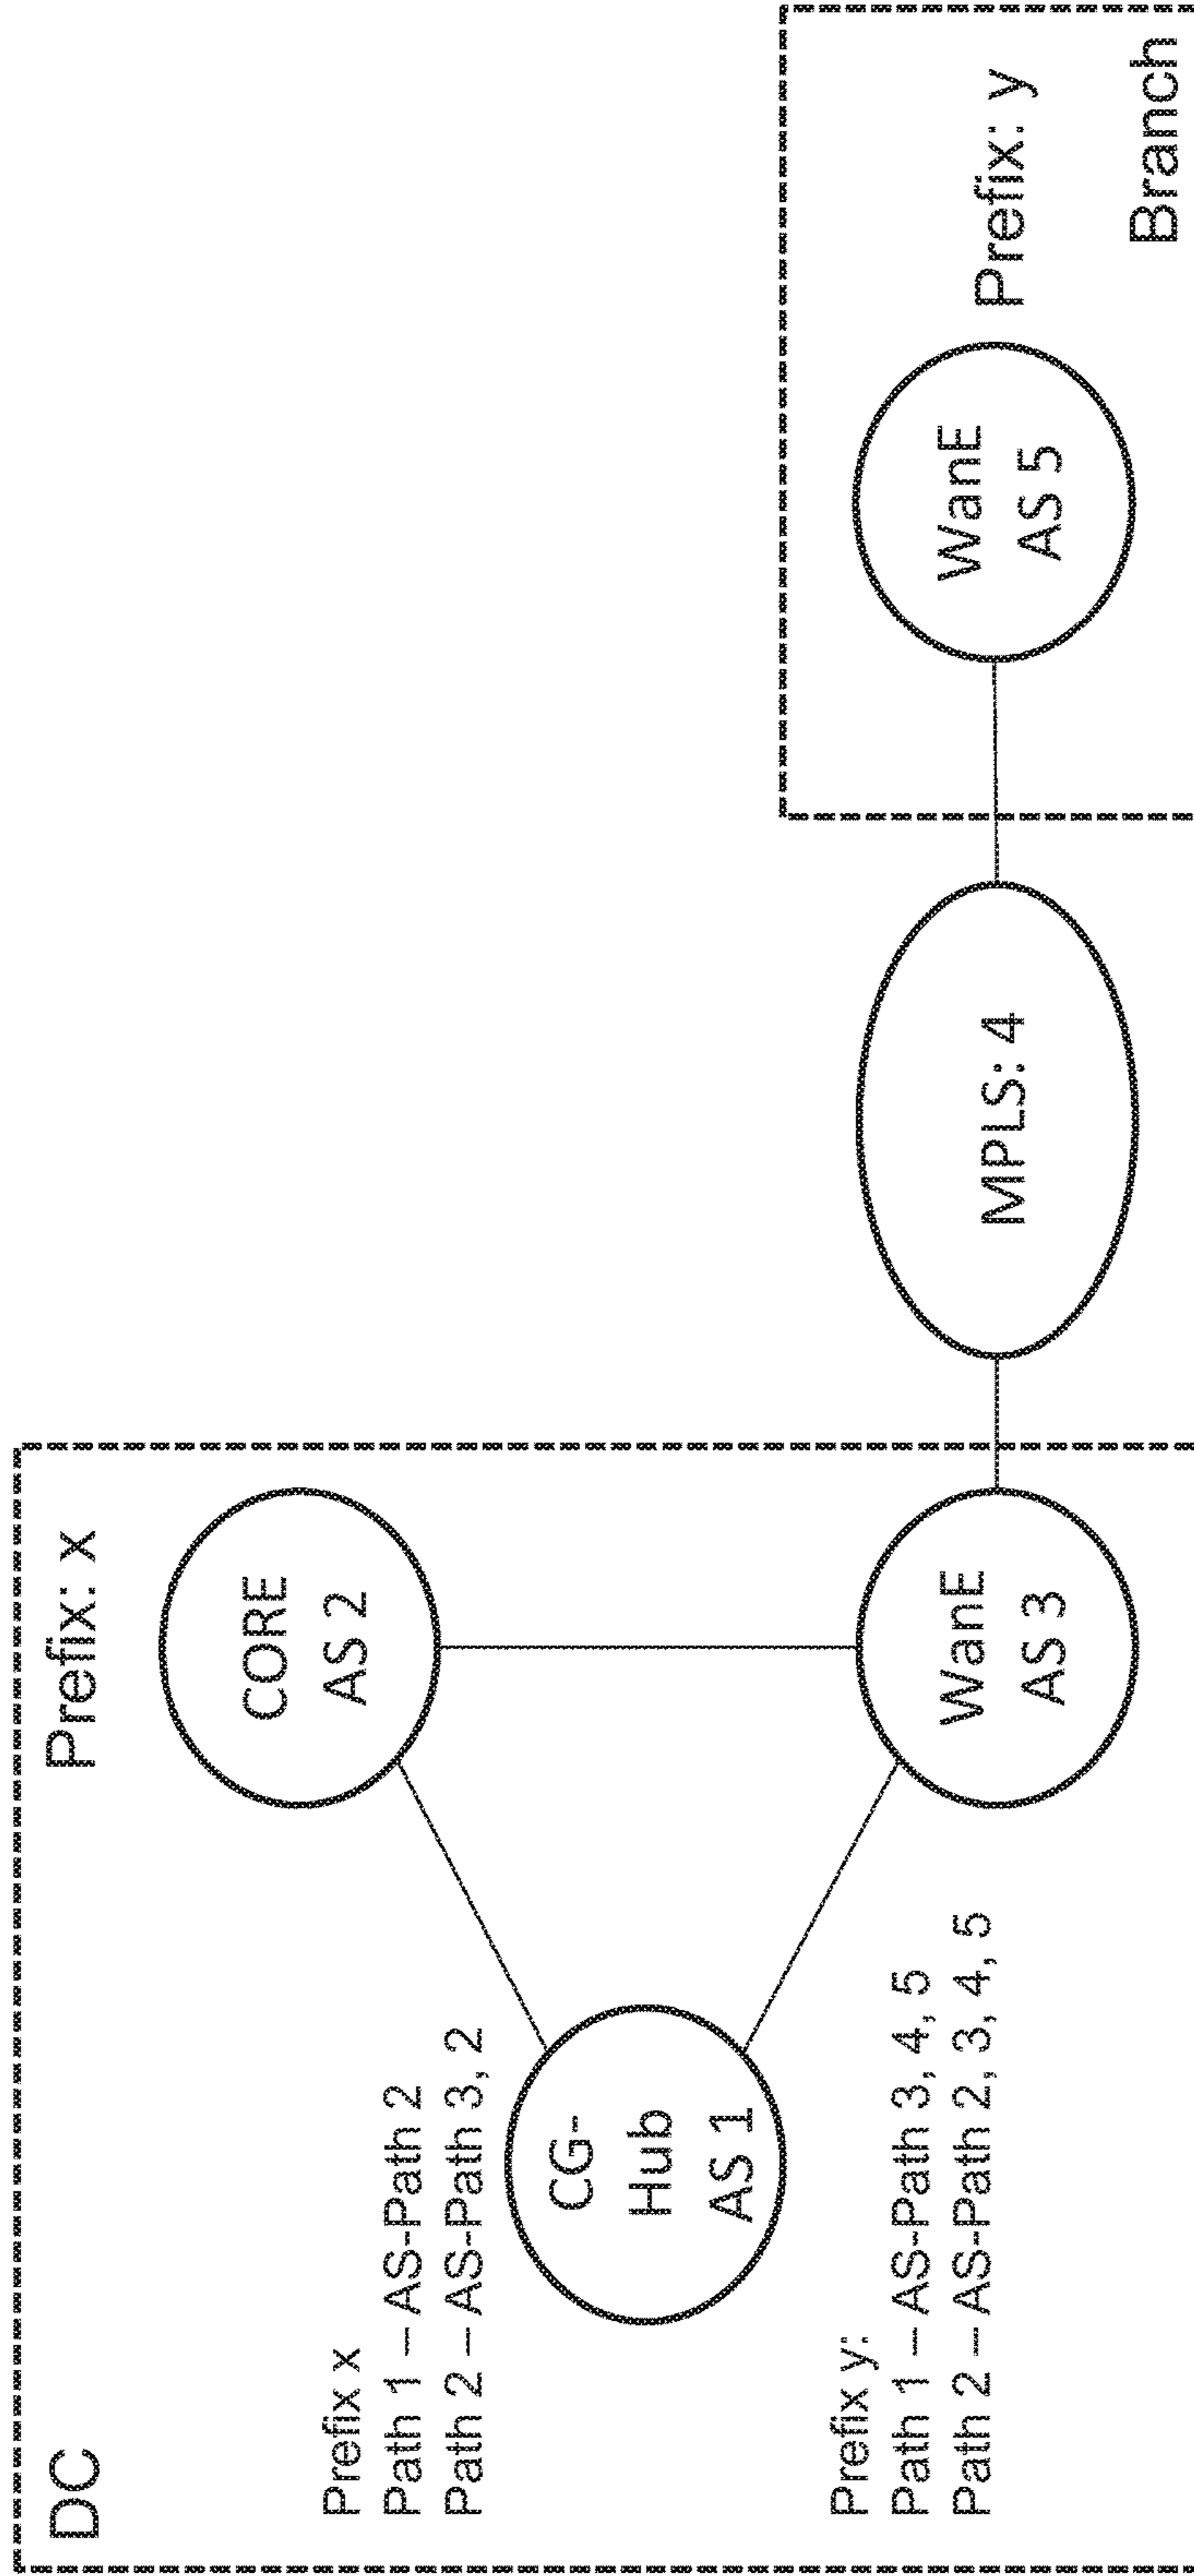 DC
Prefix: x
Prefix x
Path 1 – AS-Path 2
Path 2 – AS-Path 3, 2
CORE
AS 2
CG-
Hub
AS 1
Prefix y:
Path 1 – AS-Path 3, 4, 5
Path 2 – AS-Path 2, 3, 4, 5
WanE
AS 3
MPLS: 4
WanE
AS 5
Prefix: y
Branch